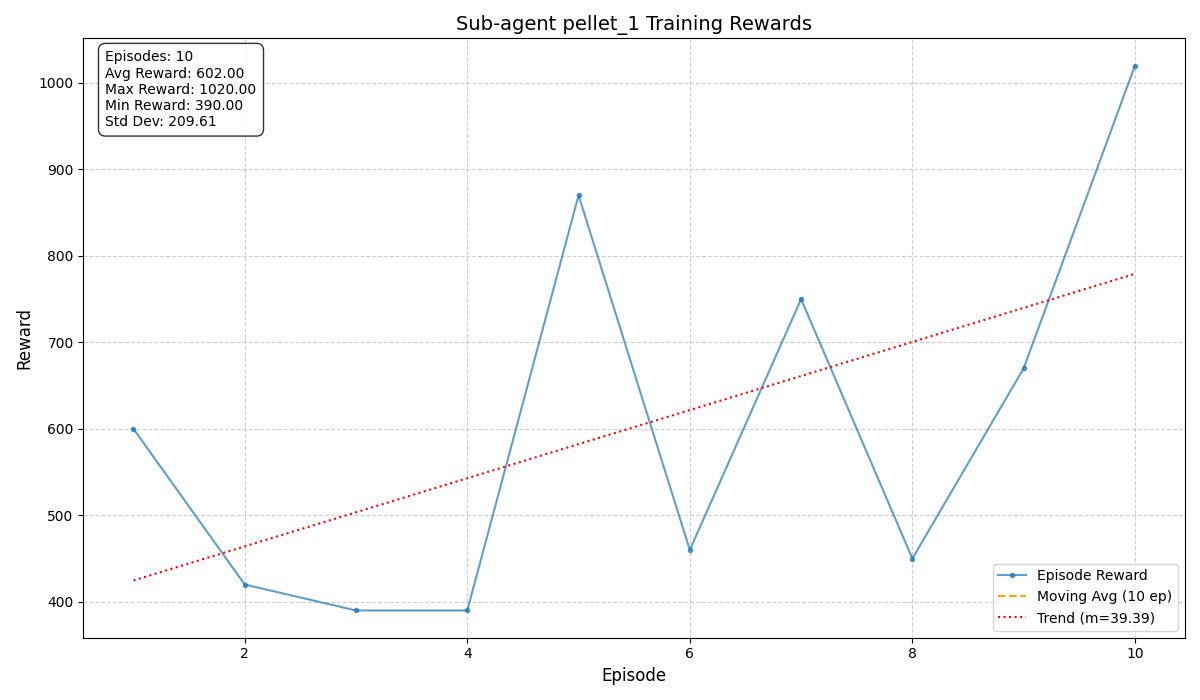 Sub-agent pellet_1 Training Rewards
Episodes: 10
Avg Reward: 602.00
Max Reward: 1020.00
Min Reward: 390.00
Std Dev: 209.61
Reward
1000
900
800
700
600
500
400
Episode Reward
Moving Avg (10 ep)
Trend (m=39.39)
2
4
6
8
10
Episode